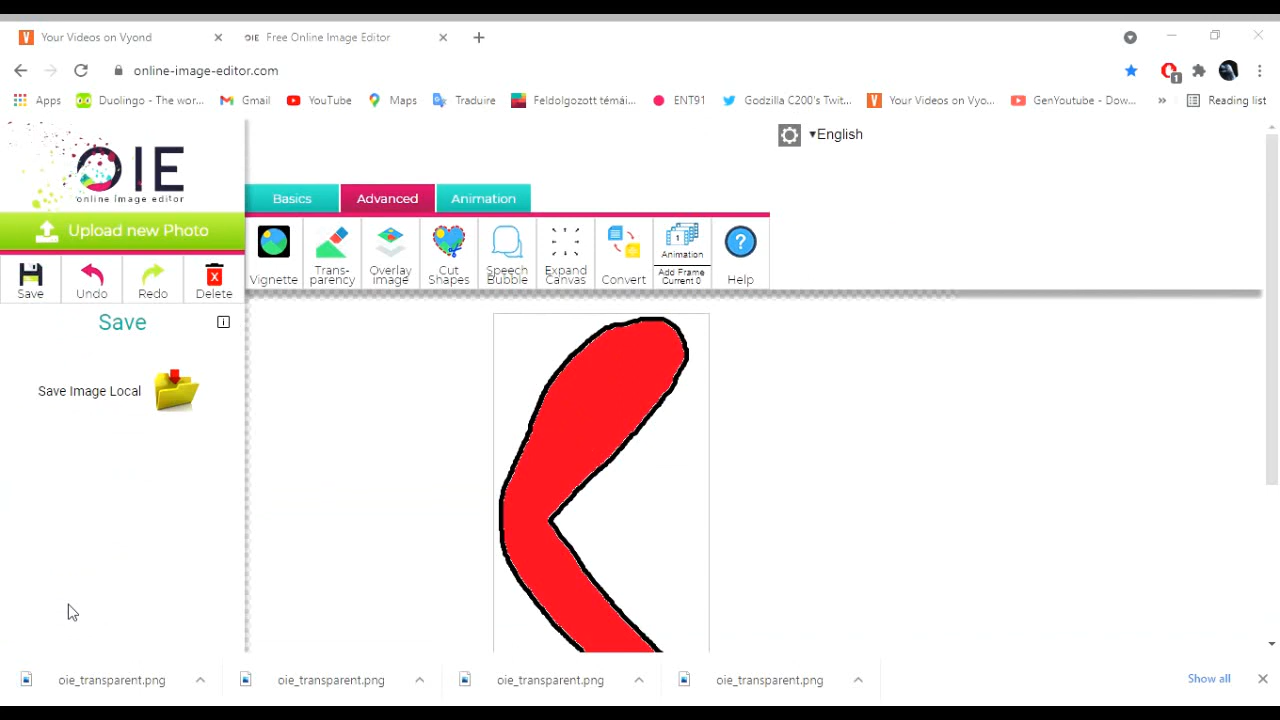 Your Videos on Vyond
OIE Free Online Image Editor
online-image-editor.com
Apps Duolingo - The wor... Gmail YouTube Maps Traduire Feldolgozott témái... ENT91 Godzilla C200's Twit... Your Videos on Vyo... GenYoutube - Dow... » Reading list
1
▾English
OIE
online image editor
Basics Advanced Animation
Upload new Photo
Vignette
Trans-
parency
Overlay
image
Cut
Shapes
Speech
Bubble
Expand
Canvas
Convert
1
Animation
Add Frame
Current 0
?
Help
Save Undo Redo Delete
Save
Save Image Local
oie_transparent.png oie_transparent.png oie_transparent.png oie_transparent.png Show all